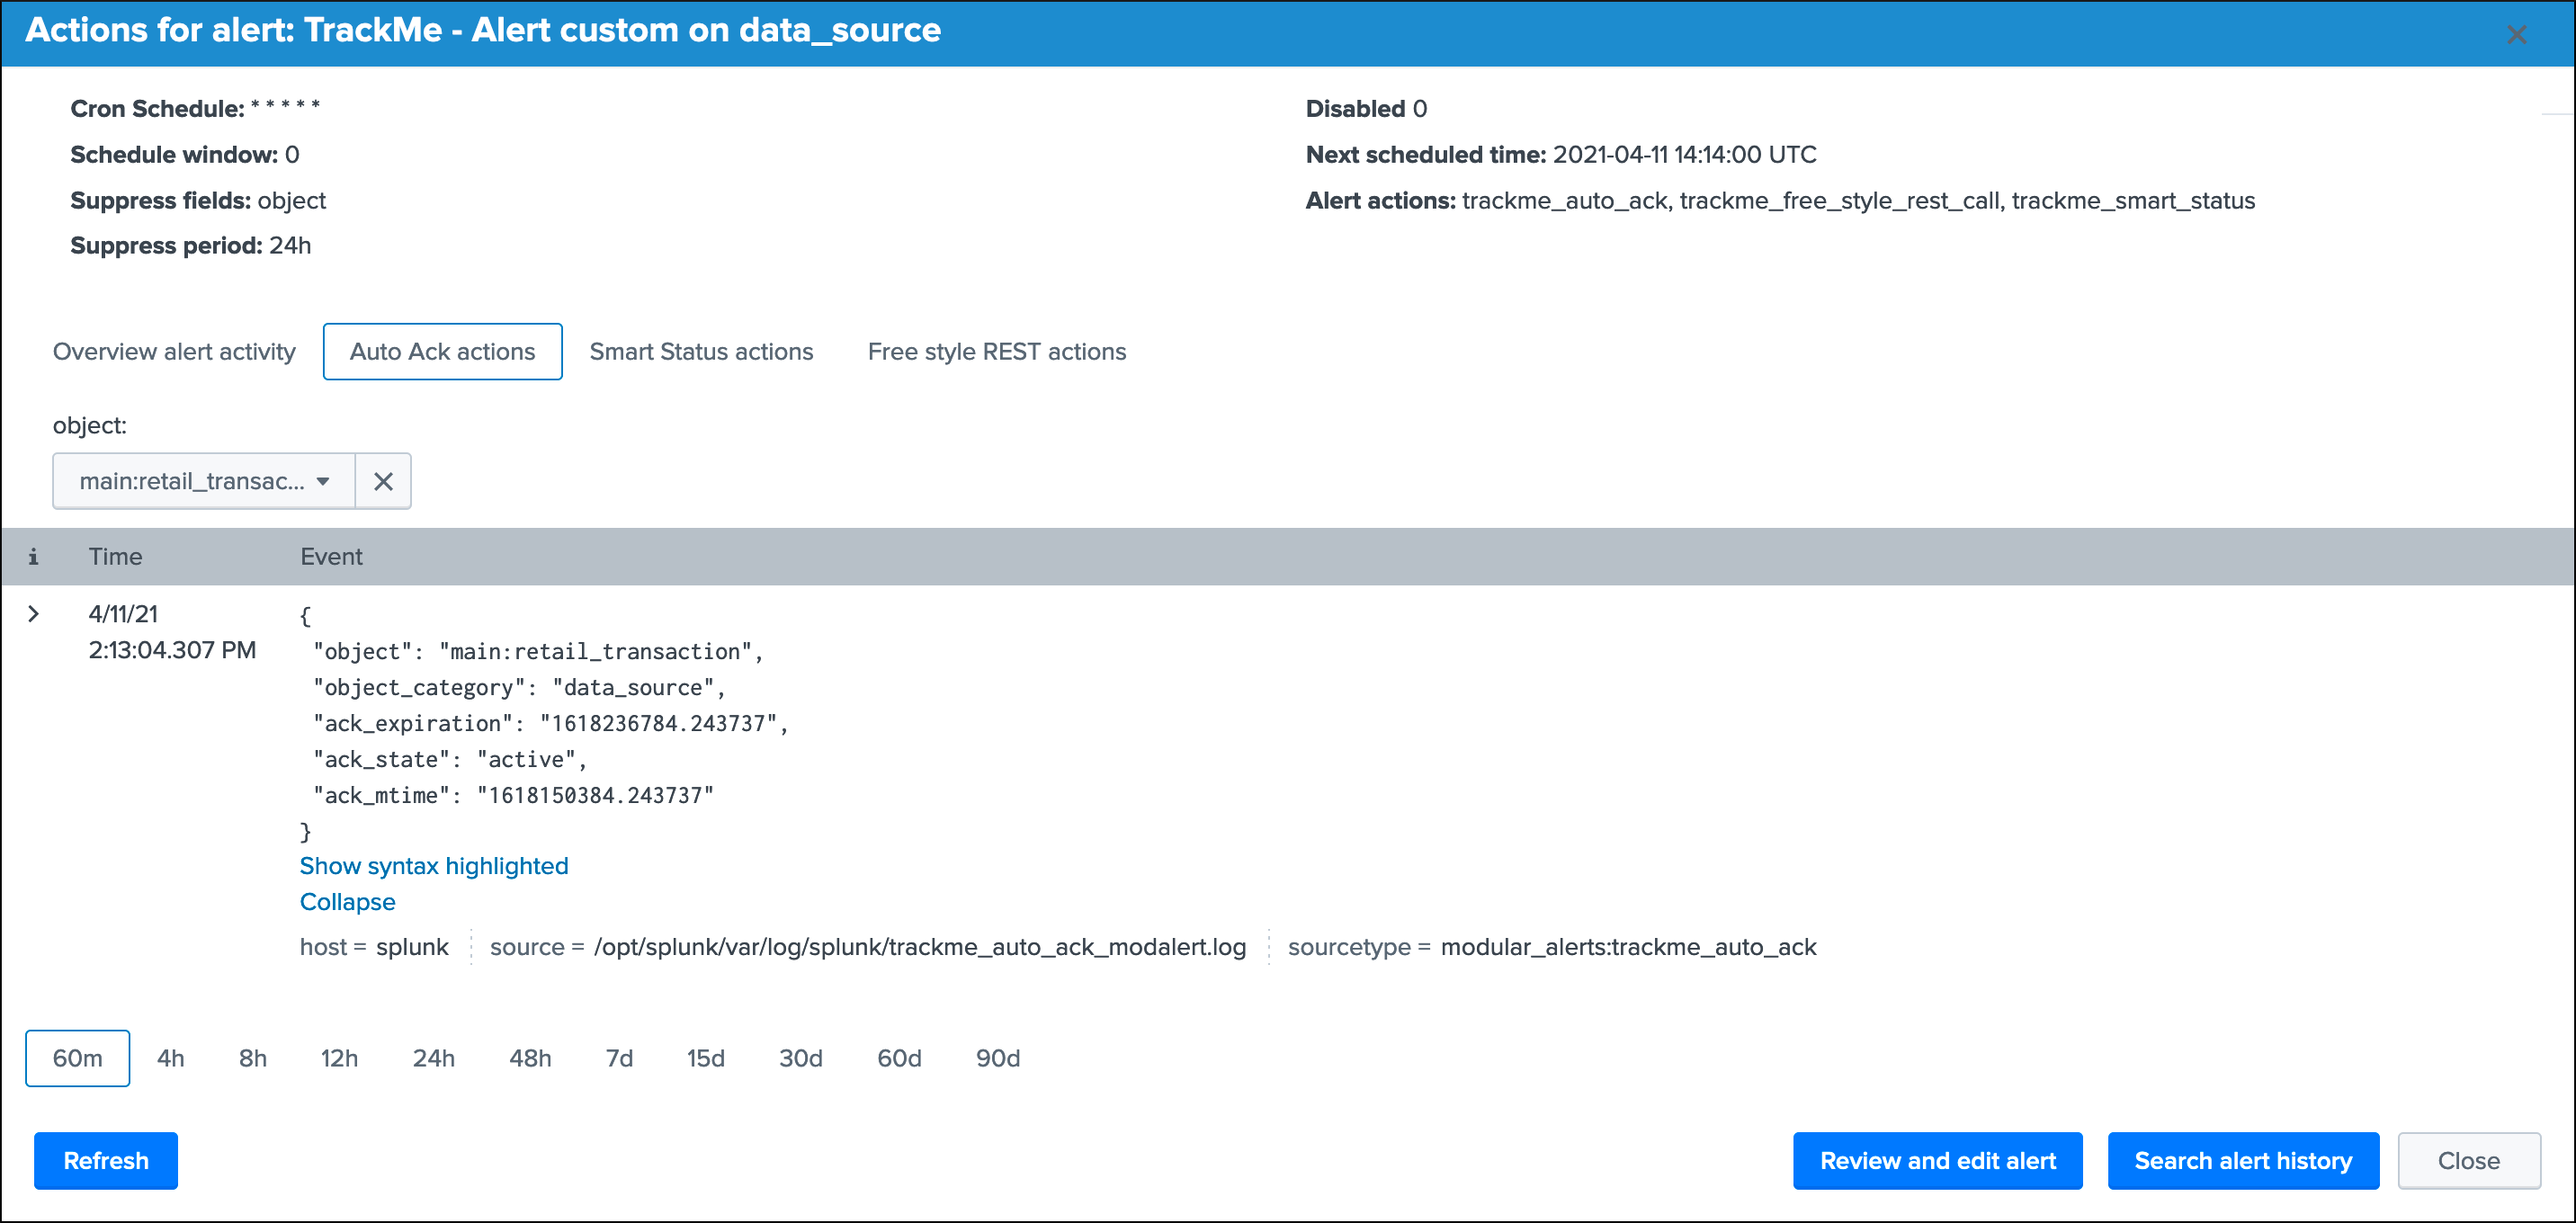 Actions for alert: TrackMe - Alert custom on data_source
Cron Schedule: * * * * *
Disabled 0
Schedule window: 0
Next scheduled time: 2021-04-11 14:14:00 UTC
Suppress fields: object
Alert actions: trackme_auto_ack, trackme_free_style_rest_call, trackme_smart_status
Suppress period: 24h
Overview alert activity Auto Ack actions Smart Status actions Free style REST actions
object:
main:retail_transac...
i Time Event
4/11/21
2:13:04.307 PM
{
"object": "main:retail_transaction",
"object_category": "data_source",
"ack_expiration": "1618236784.243737",
"ack_state": "active",
"ack_mtime": "1618150384.243737"
}
Show syntax highlighted
Collapse
host = splunk source = /opt/splunk/var/log/splunk/trackme_auto_ack_modalert.log sourcetype = modular_alerts:trackme_auto_ack
60m 4h 8h 12h 24h 48h 7d 15d 30d 60d 90d
Refresh Review and edit alert Search alert history Close